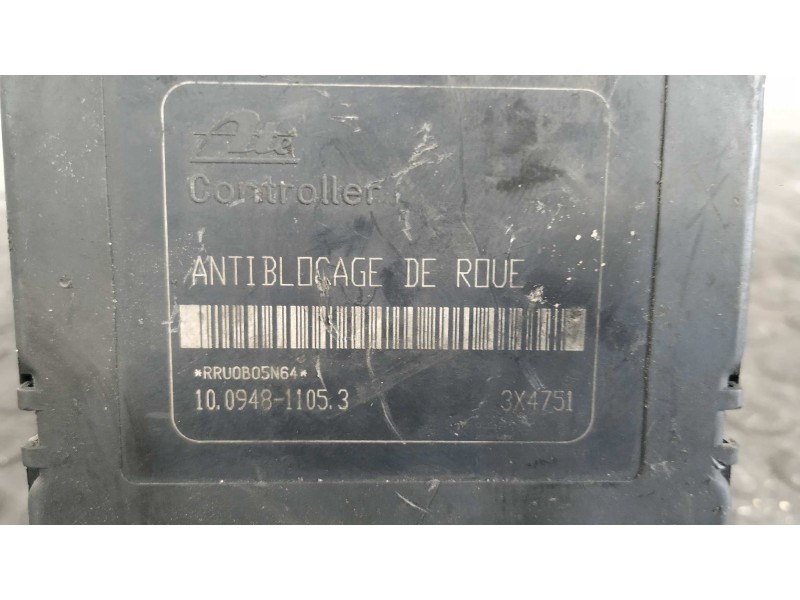 Ate
Controller
ANTIBLOCAGE DE ROUE
*RRU0B05N64*
10.0948-1105.3 3X4751